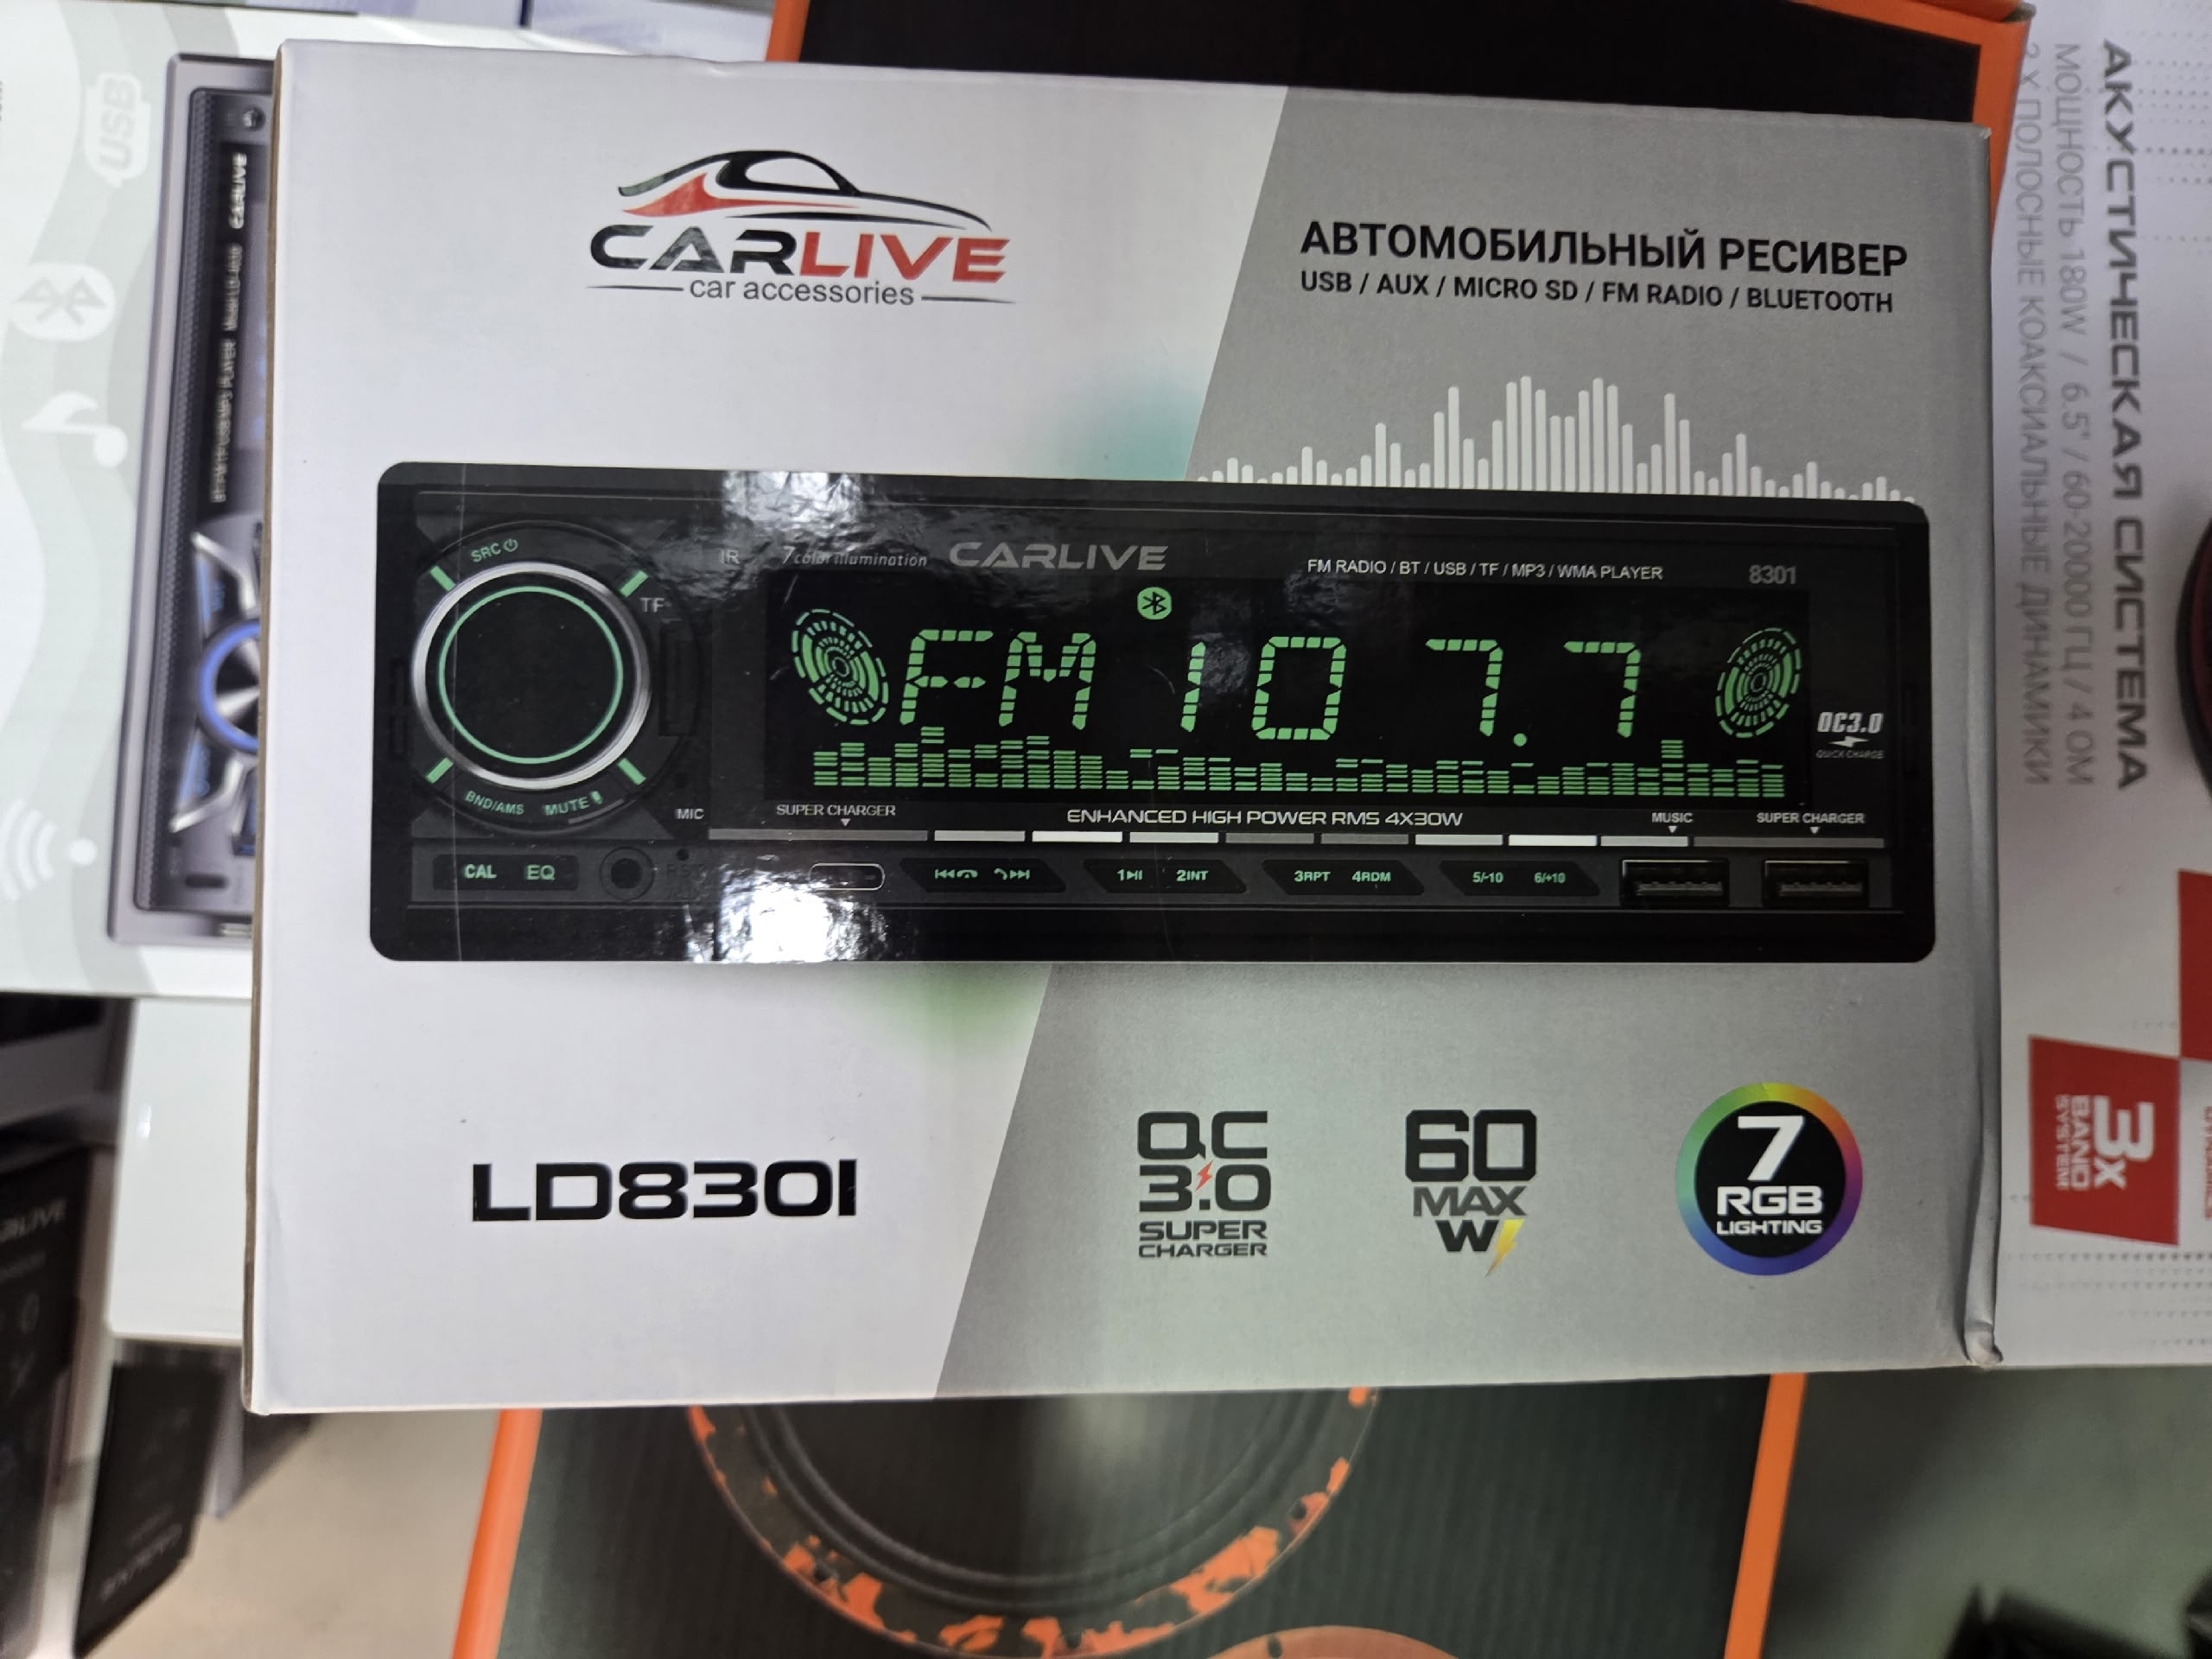 CARLIVE
car accessories
АВТОМОБИЛЬНЫЙ РЕСИВЕР
USB / AUX / MICRO SD / FM RADIO / BLUETOOTH
SRC
IR
7 color illumination
CARLIVE
FM RADIO / BT / USB / TF / MP3 / WMA PLAYER
8301
TF
FM 107.7
QC3.0
QUICK CHARGE
BND/AMS
MUTE
MIC
SUPER CHARGER
ENHANCED HIGH POWER RMS 4X30W
MUSIC
SUPER CHARGER
CAL EQ
1 2INT 3RPT 4RDM 5/-10 6/+10
LD8301
QC
3.0
SUPER
CHARGER
60
MAX
W
7
RGB
LIGHTING
USB
CARLIVE
АКУСТИЧЕСКАЯ СИСТЕМА
МОЩНОСТЬ 180W / 6.5" / 60-20000 ГЦ / 4 ОМ
2 Х ПОЛОСНЫЕ КОАКСИАЛЬНЫЕ ДИНАМИКИ
3X
BAND
SYSTEM